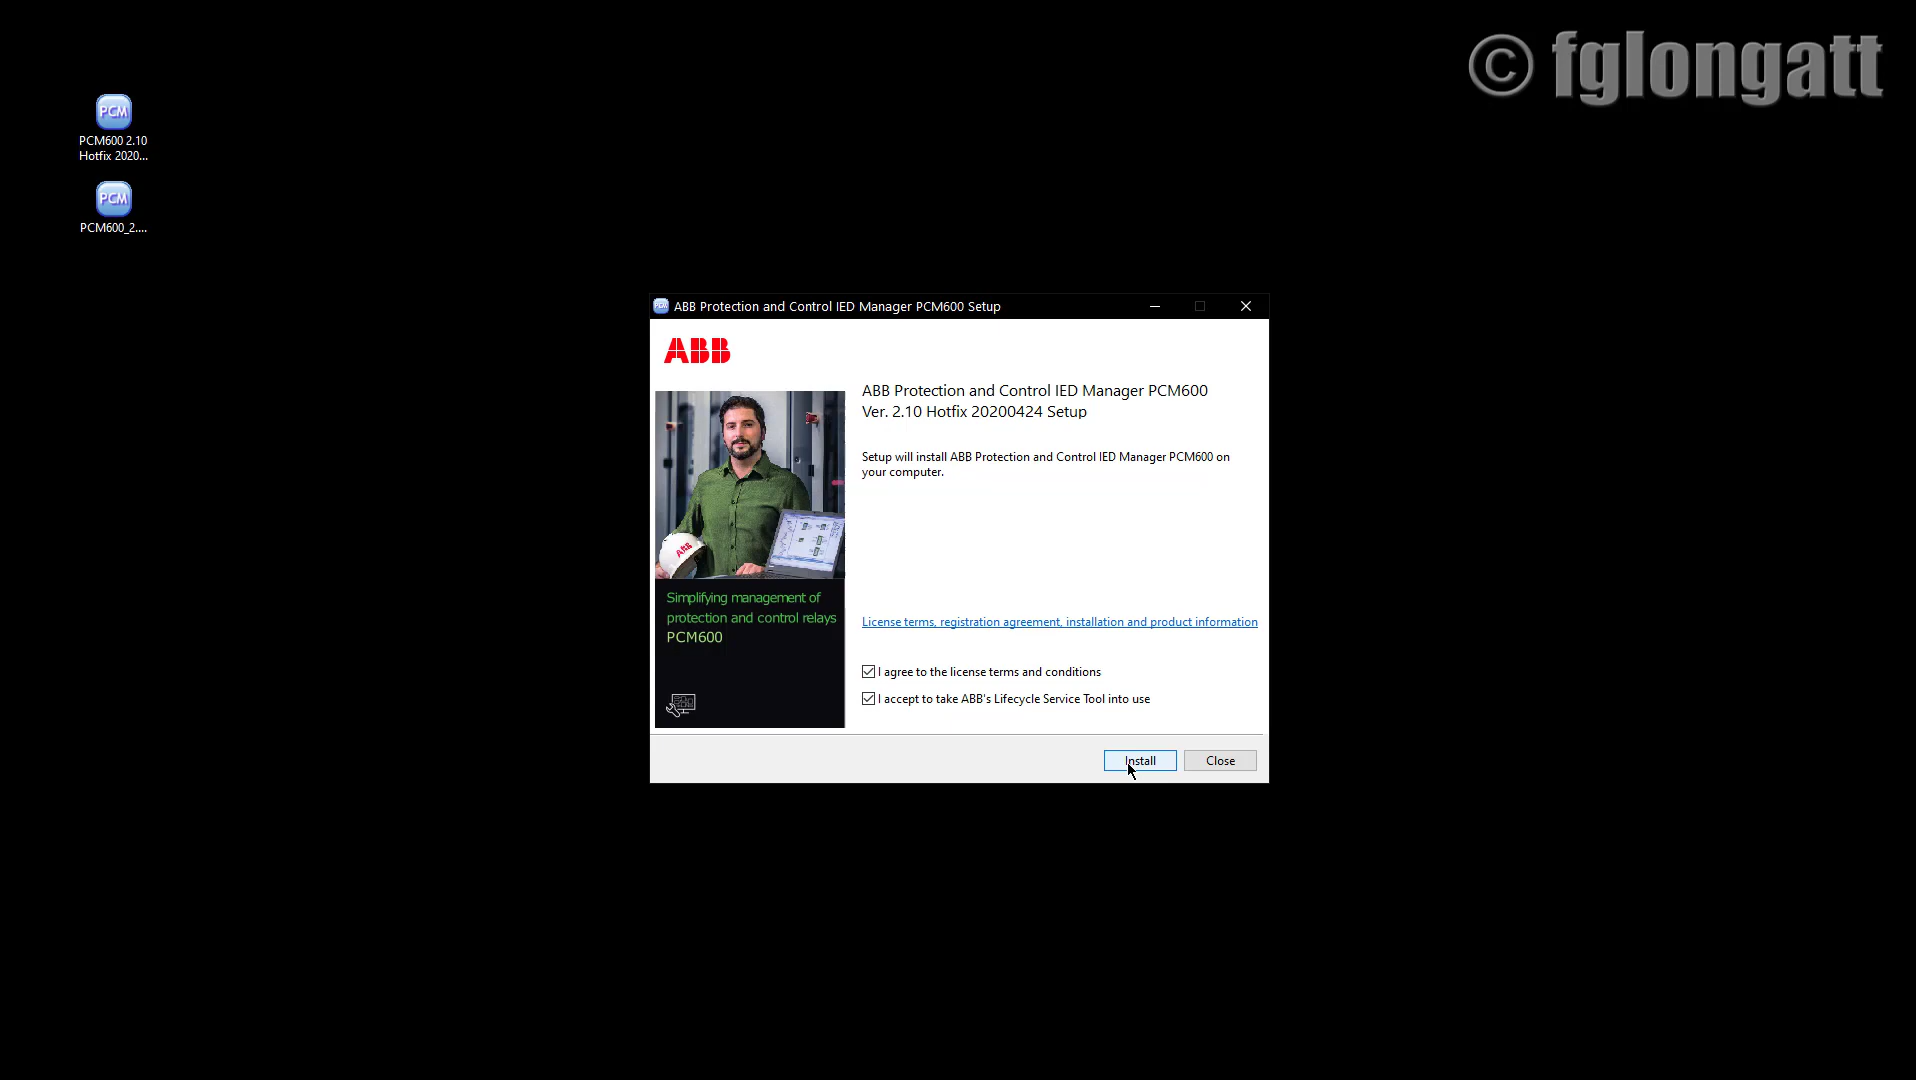 © fglongatt
PCM
PCM600 2.10
Hotfix 2020...
PCM
PCM600_2....
PCM
ABB Protection and Control IED Manager PCM600 Setup
ABB
ABB Protection and Control IED Manager PCM600
Ver. 2.10 Hotfix 20200424 Setup
Setup will install ABB Protection and Control IED Manager PCM600 on
your computer.
ABB
Simplifying management of
protection and control relays
PCM600
License terms, registration agreement, installation and product information
I agree to the license terms and conditions
I accept to take ABB's Lifecycle Service Tool into use
Install
Close